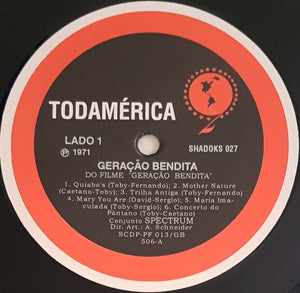 TODAMÉRICA
LADO 1
℗ 1971
SHADOKS 027
GERAÇÃO BENDITA
DO FILME "GERAÇÃO BENDITA"
1. Quiabo's (Toby-Fernando); 2. Mother Nature
(Caetano-Toby); 3. Trilha Antiga (Toby-Fernando)
4. Mary You Are (David-Sergio); 5. Maria Ima-
culada (Toby-Sergio); 6. Concerto do
Pântano (Toby-Caetano)
Conjunto SPECTRUM
Dir. Art.: A. Schneider
SCDP-PF 013/GB
506-A